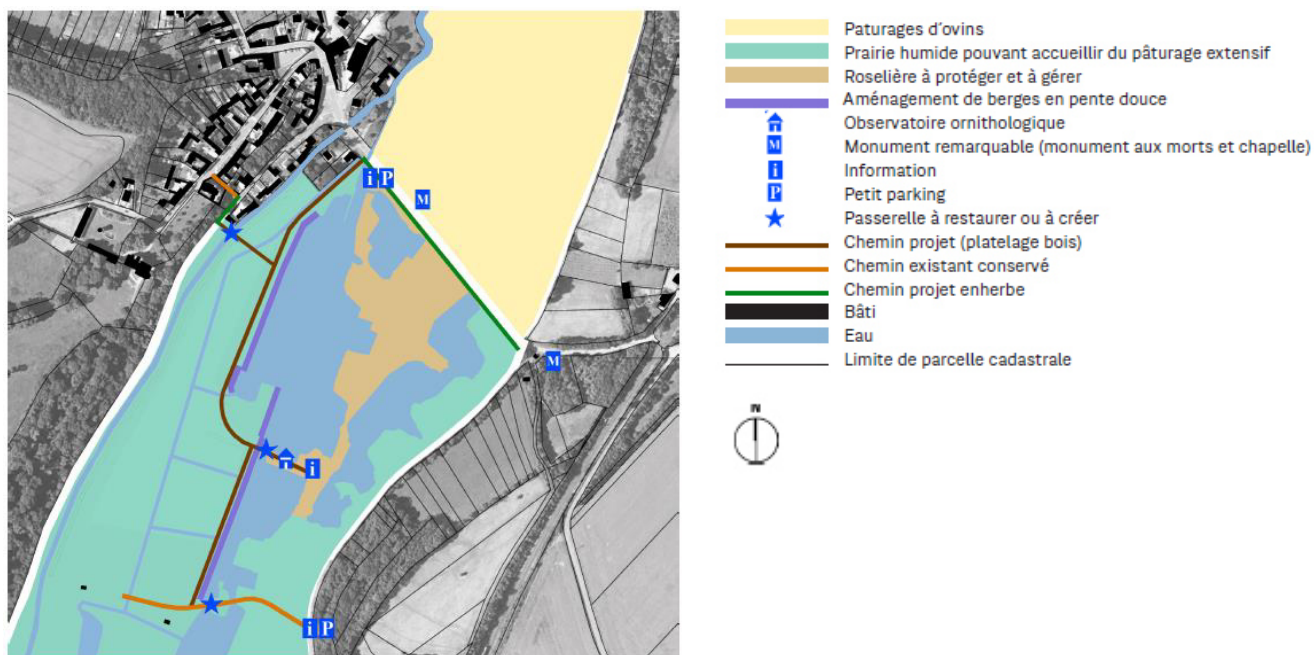 Paturages d'ovins
Prairie humide pouvant accueillir du pâturage extensif
Roselière à protéger et à gérer
Aménagement de berges en pente douce
Observatoire ornithologique
M Monument remarquable (monument aux morts et chapelle)
i Information
P Petit parking
Passerelle à restaurer ou à créer
Chemin projet (platelage bois)
Chemin existant conservé
Chemin projet enherbe
Bâti
Eau
Limite de parcelle cadastrale
N
i P
M
M
i
i P